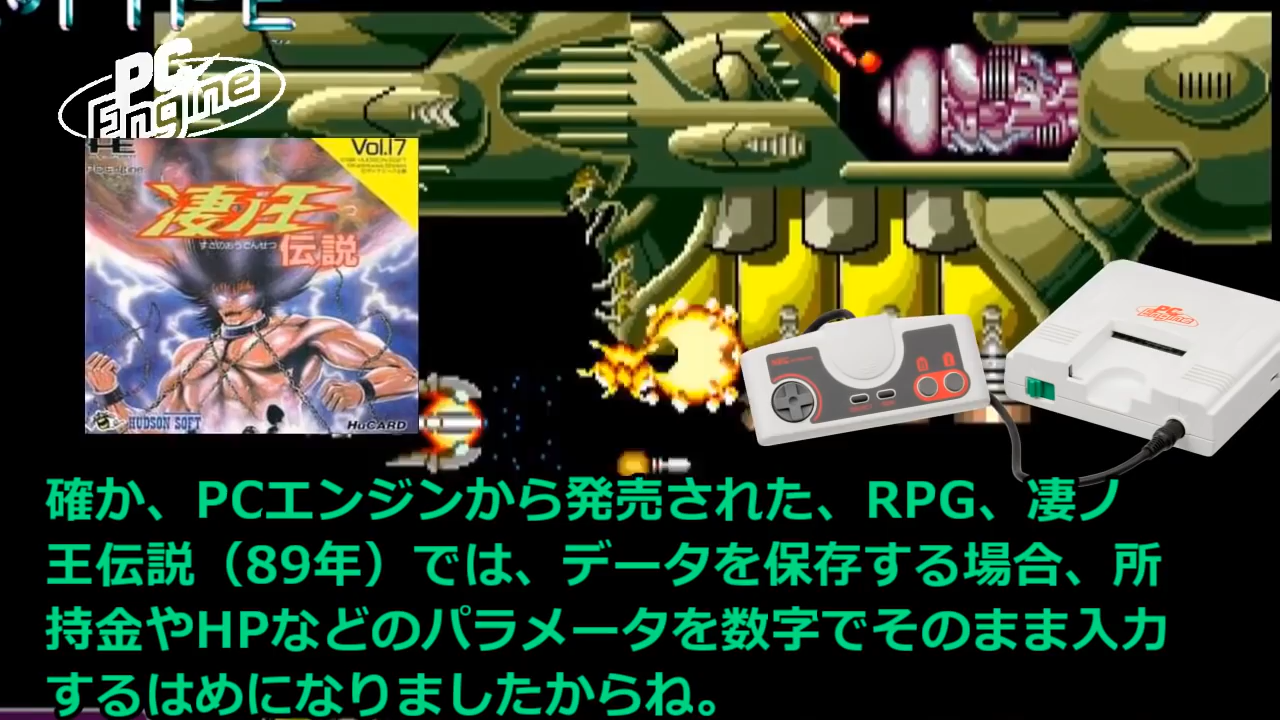 PC
Engine
Vol.17
凄ノ王
すさのおうでんせつ
伝説
HUDSON SOFT
HuCARD
PC
Engine
確か、PCエンジンから発売された、RPG、凄ノ
王伝説（89年）では、データを保存する場合、所
持金やHPなどのパラメータを数字でそのまま入力
するはめになりましたからね。